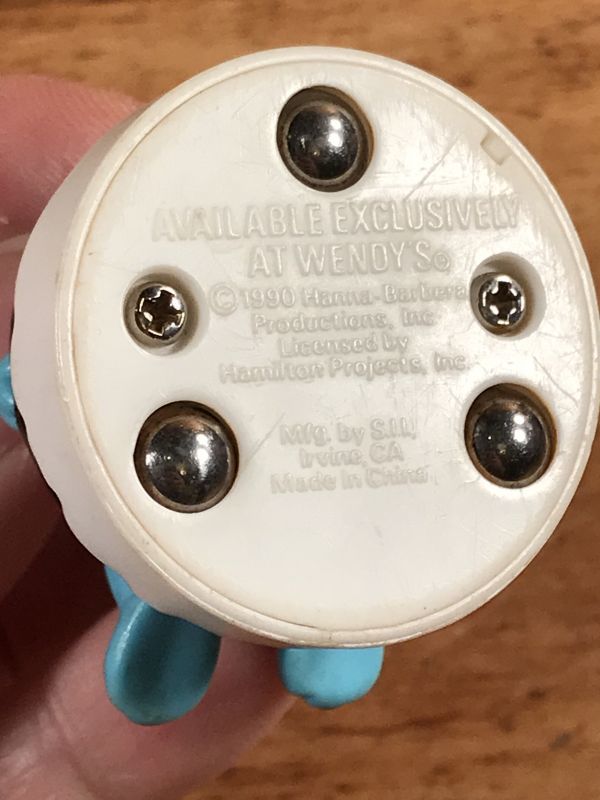 AVAILABLE EXCLUSIVELY
AT WENDY'S®
© 1990 Hanna-Barbera
Productions, Inc.
Licensed by
Hamilton Projects, Inc.
Mfg. by S.I.I.,
Irvine, CA
Made in China